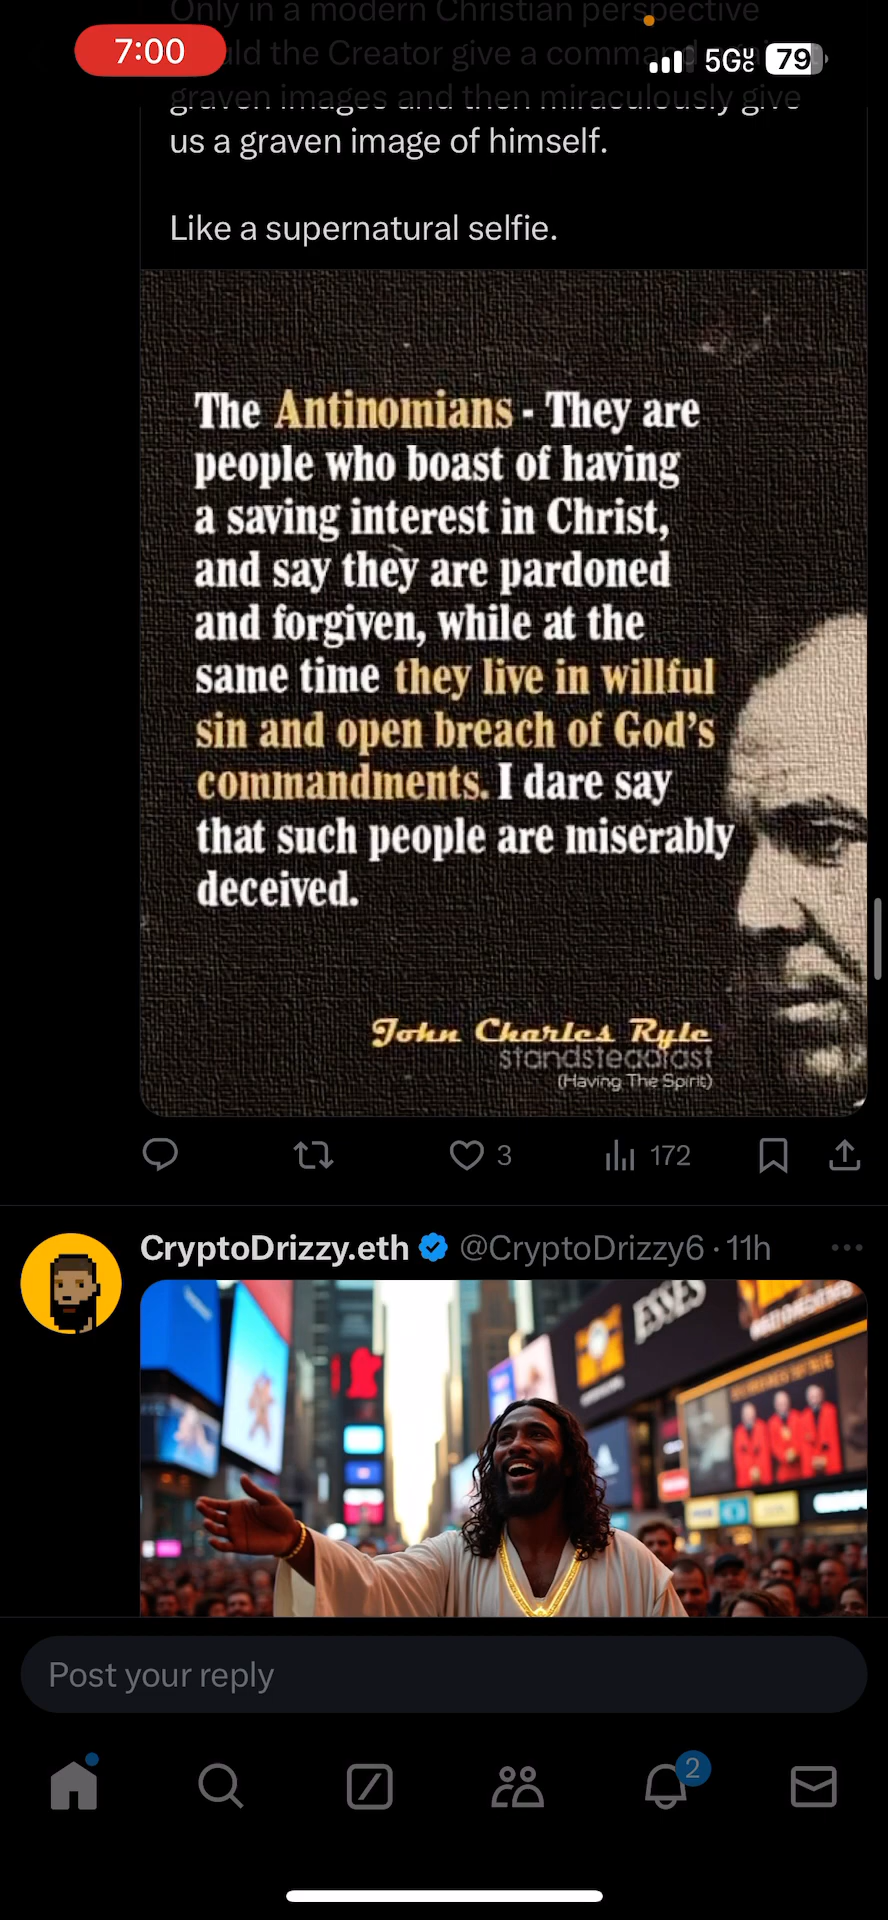 Only in a modern Christian perspective
7:00
ld the Creator give a comman
5G
79
graven images and then miraculously give
us a graven image of himself.
Like a supernatural selfie.
The Antinomians - They are
people who boast of having
a saving interest in Christ,
and say they are pardoned
and forgiven, while at the
same time they live in willful
sin and open breach of God's
commandments. I dare say
that such people are miserably
deceived.
John Charles Ryle
standsteadfast
(Having The Spirit)
3
172
CryptoDrizzy.eth @CryptoDrizzy6 · 11h
ESSES
Post your reply
2